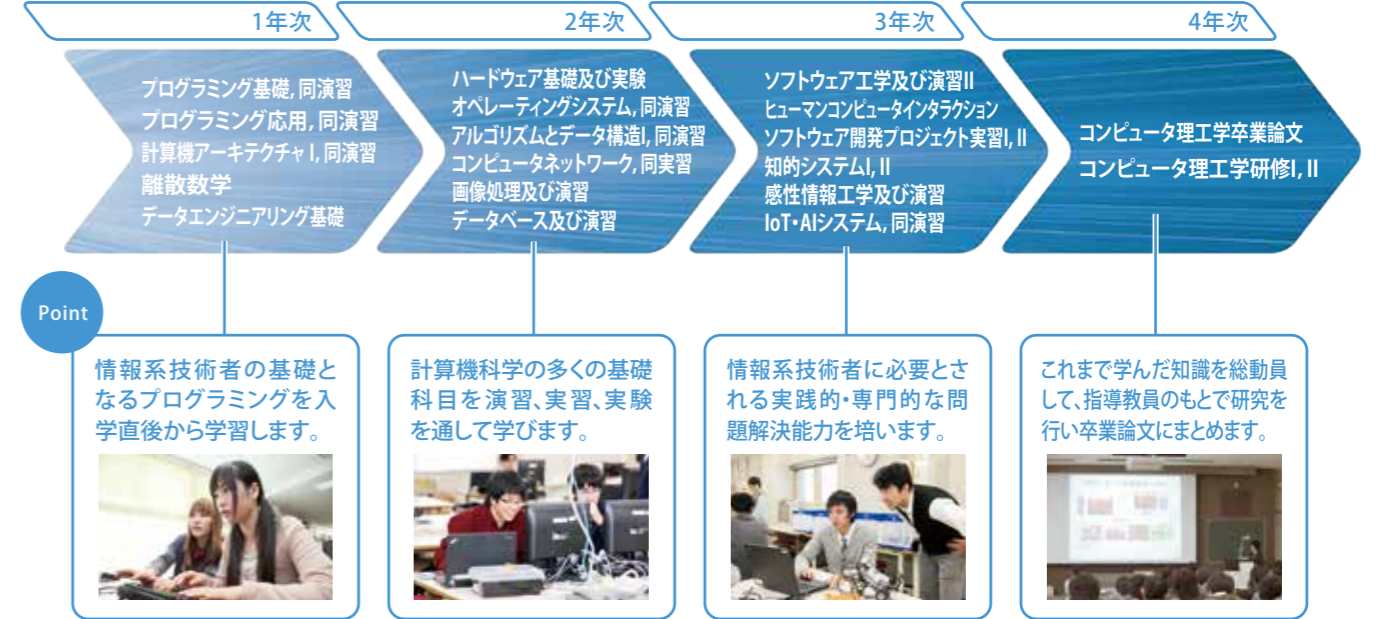 1年次
プログラミング基礎, 同演習
プログラミング応用, 同演習
計算機アーキテクチャ I, 同演習
離散数学
データエンジニアリング基礎
2年次
ハードウェア基礎及び実験
オペレーティングシステム, 同演習
アルゴリズムとデータ構造I, 同演習
コンピュータネットワーク, 同実習
画像処理及び演習
データベース及び演習
3年次
ソフトウェア工学及び演習II
ヒューマンコンピュータインタラクション
ソフトウェア開発プロジェクト実習I, II
知的システムI, II
感性情報工学及び演習
IoT・AIシステム, 同演習
4年次
コンピュータ理工学卒業論文
コンピュータ理工学研修I, II
Point
情報系技術者の基礎と
なるプログラミングを入
学直後から学習します。
計算機科学の多くの基礎
科目を演習、実習、実験
を通して学びます。
情報系技術者に必要とさ
れる実践的・専門的な問
題解決能力を培います。
これまで学んだ知識を総動員
して、指導教員のもとで研究を
行い卒業論文にまとめます。